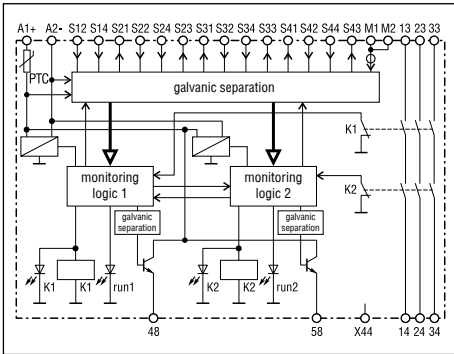 A1+ A2- S12 S14 S21 S22 S24 S23 S31 S32 S34 S33 S41 S42 S44 S43 M1 M2 13 23 33
PTC
galvanic separation
K1
monitoring logic 1
monitoring logic 2
K2
galvanic separation
galvanic separation
K1 K1 run1 K2 K2 run2
48 58 X44 14 24 34